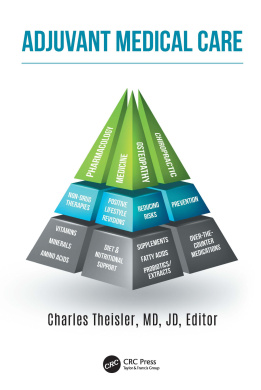 ADJUVANT MEDICAL CARE
PHARMACOLOGY
MEDICINE
OSTEOPATHY
CHIROPRACTIC
NON-DRUG
THERAPIES
POSITIVE
LIFESTYLE
REVISIONS
REDUCING
RISKS
PREVENTION
VITAMINS
MINERALS
AMINO ACIDS
DIET &
NUTRITIONAL
SUPPORT
SUPPLEMENTS
FATTY ACIDS
PROBIOTICS/
EXTRACTS
OVER-THE-
COUNTER
MEDICATIONS
Charles Theisler, MD, JD, Editor
CRC
CRC Press
Taylor & Francis Group